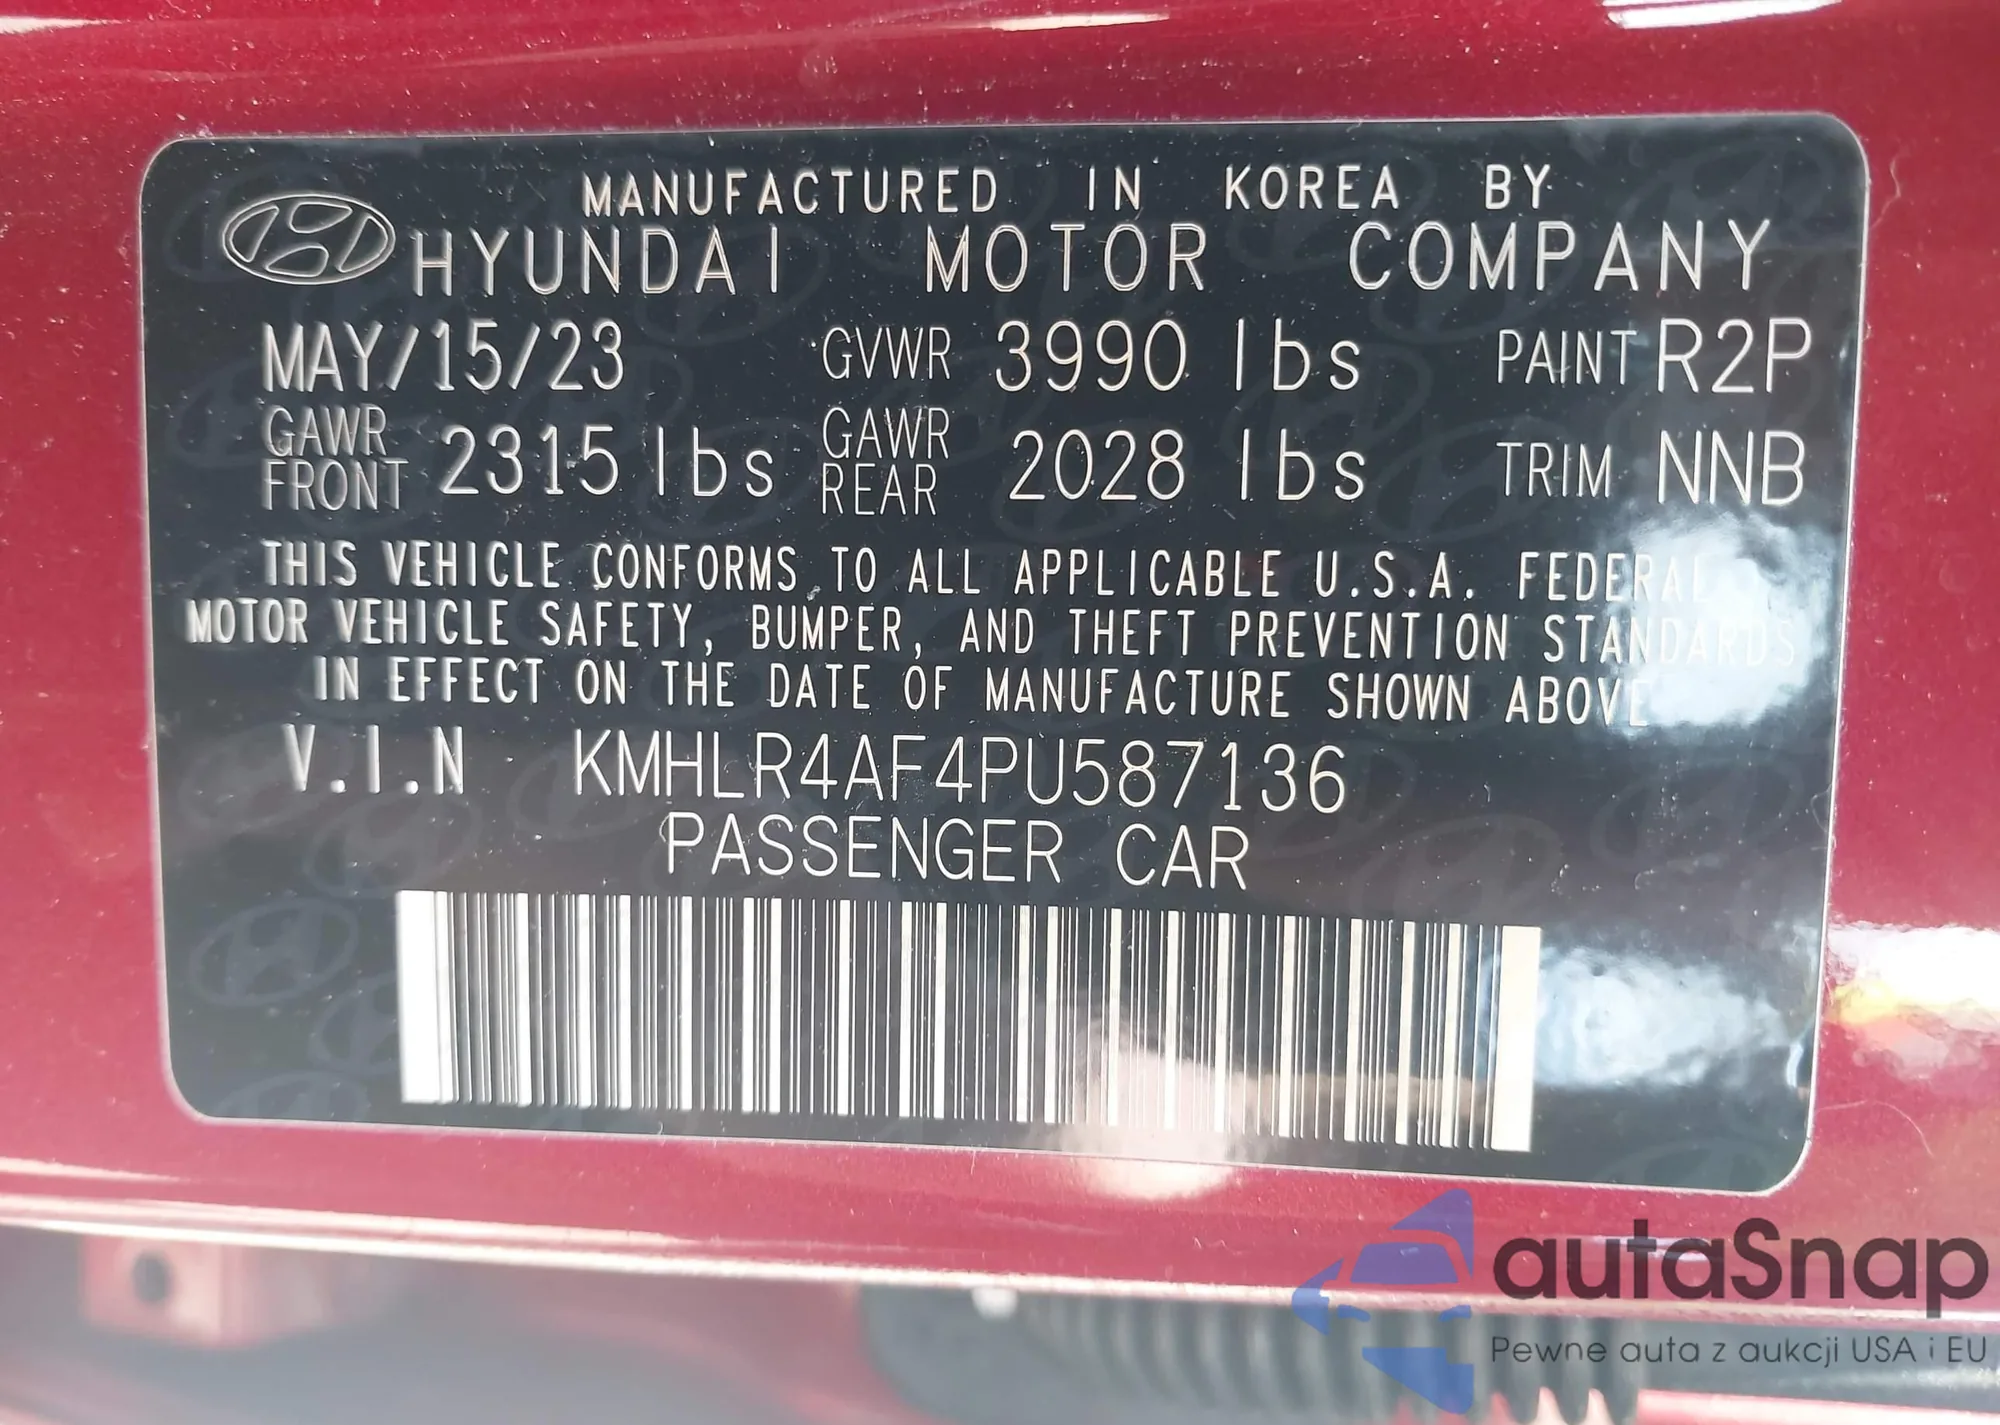 MANUFACTURED IN KOREA BY
HYUNDAI MOTOR COMPANY
MAY/15/23 GVWR 3990 lbs PAINT R2P
GAWR FRONT 2315 lbs GAWR REAR 2028 lbs TRIM NNB
THIS VEHICLE CONFORMS TO ALL APPLICABLE U.S.A. FEDERAL
MOTOR VEHICLE SAFETY, BUMPER, AND THEFT PREVENTION STANDARDS
IN EFFECT ON THE DATE OF MANUFACTURE SHOWN ABOVE
V.I.N KMHLR4AF4PU587136
PASSENGER CAR
autaSnap
Pewne auta z aukcji USA i EU